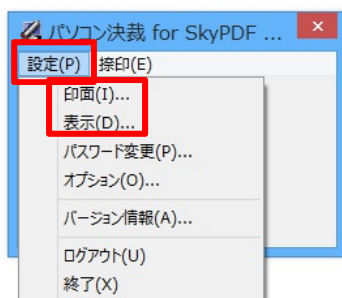 パソコン決裁 for SkyPDF ...
設定(P) 捺印(E)
印面(I)...
表示(D)...
パスワード変更(P)...
オプション(O)...
バージョン情報(A)...
ログアウト(U)
終了(X)